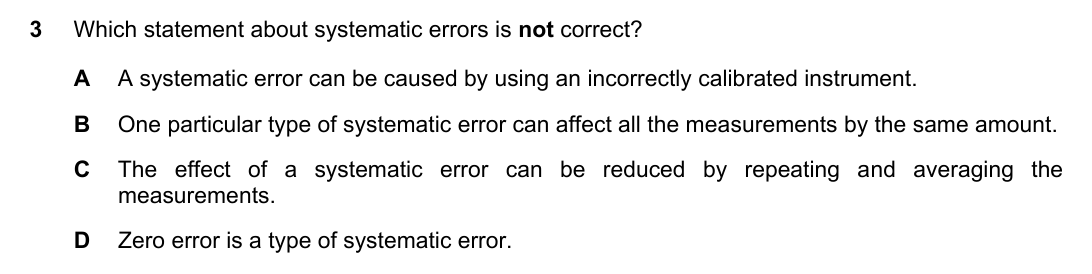 3 Which statement about systematic errors is not correct?
A A systematic error can be caused by using an incorrectly calibrated instrument.
B One particular type of systematic error can affect all the measurements by the same amount.
C The effect of a systematic error can be reduced by repeating and averaging the
measurements.
D Zero error is a type of systematic error.